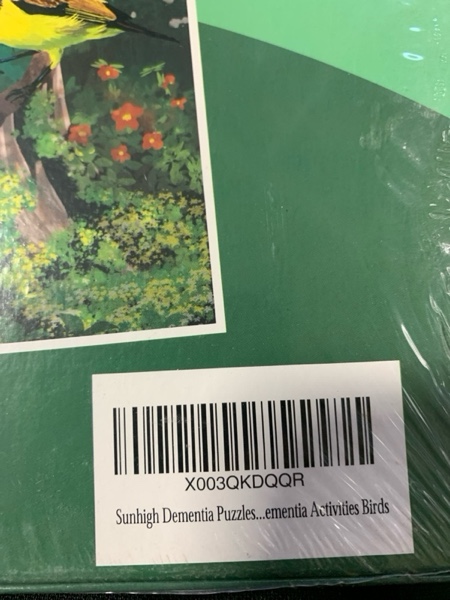 X003QKDQQR
Sunhigh Dementia Puzzles...ementia Activities Birds